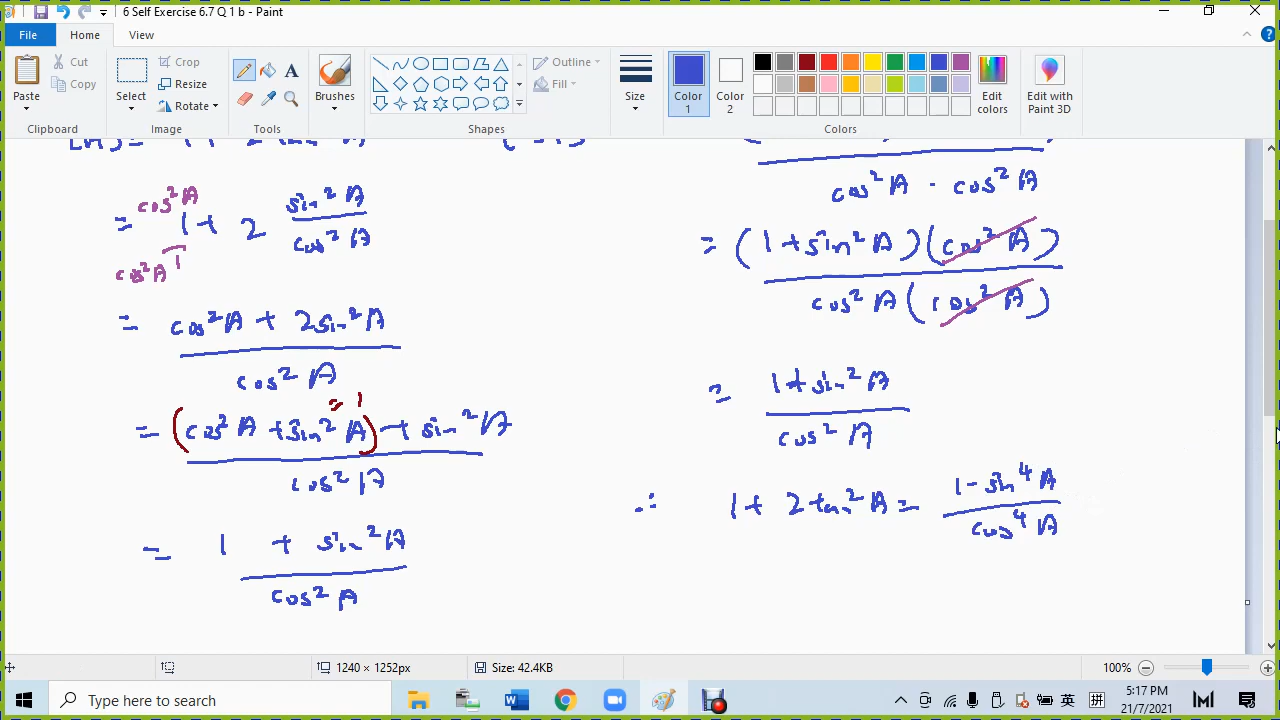 6 Self Exercise 6.7 Q 1 b - Paint
File Home View
Paste
Cut
Copy
Clipboard
Select
Crop
Resize
Rotate
Image
A
Tools
Brushes
Shapes
Outline
Fill
Size
Color 1
Color 2
Colors
Edit colors
Edit with Paint 3D
= 1 + 2 sin²A / cos²A
cos²A
cos²A 1
= cos²A + 2sin²A
cos²A
= 1
= (cos²A + sin²A) + sin²A
cos²A
= 1 + sin²A
cos²A
cos²A · cos²A
= (1 + sin²A)(cos²A)
cos²A (cos²A)
= 1 + sin²A
cos²A
∴ 1 + 2 tan²A = 1 - sin⁴A / cos⁴A
1240 × 1252px
Size: 42.4KB
100%
Type here to search
英
拼
5:17 PM
21/7/2021